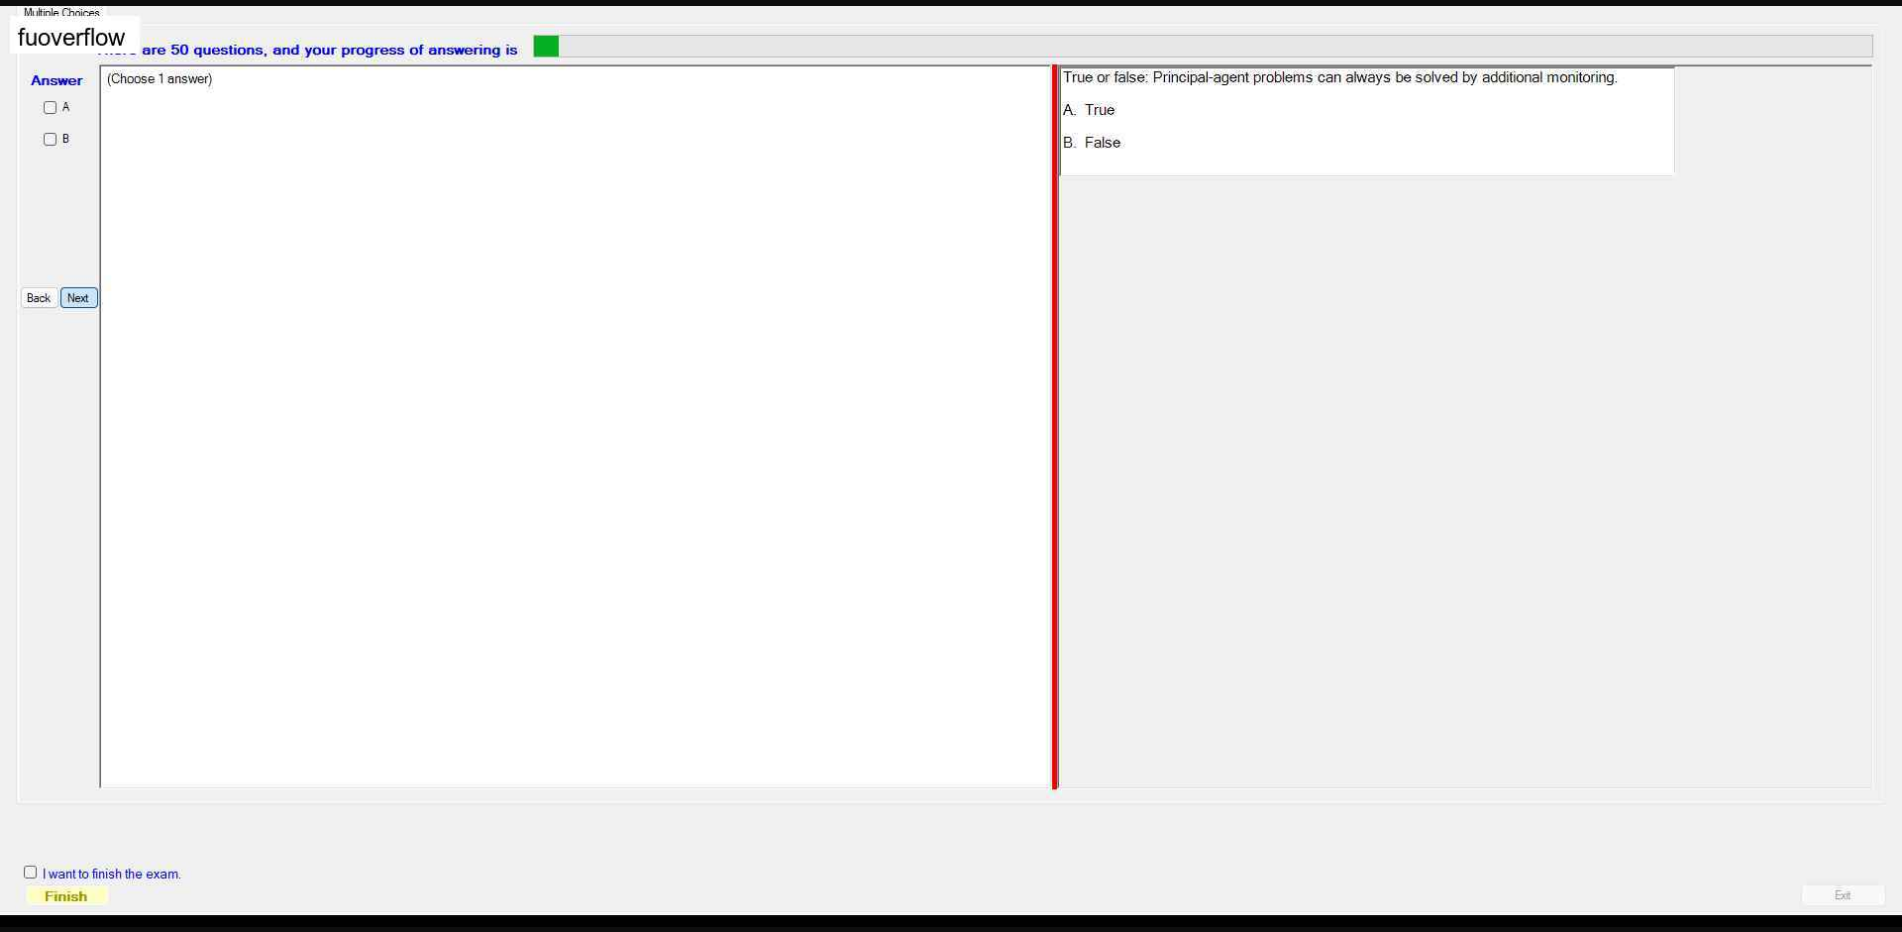 Multiple Choices
fuoverflow
are 50 questions, and your progress of answering is
Answer
(Choose 1 answer)
A
B
Back Next
True or false: Principal-agent problems can always be solved by additional monitoring.
A. True
B. False
I want to finish the exam.
Finish
Exit